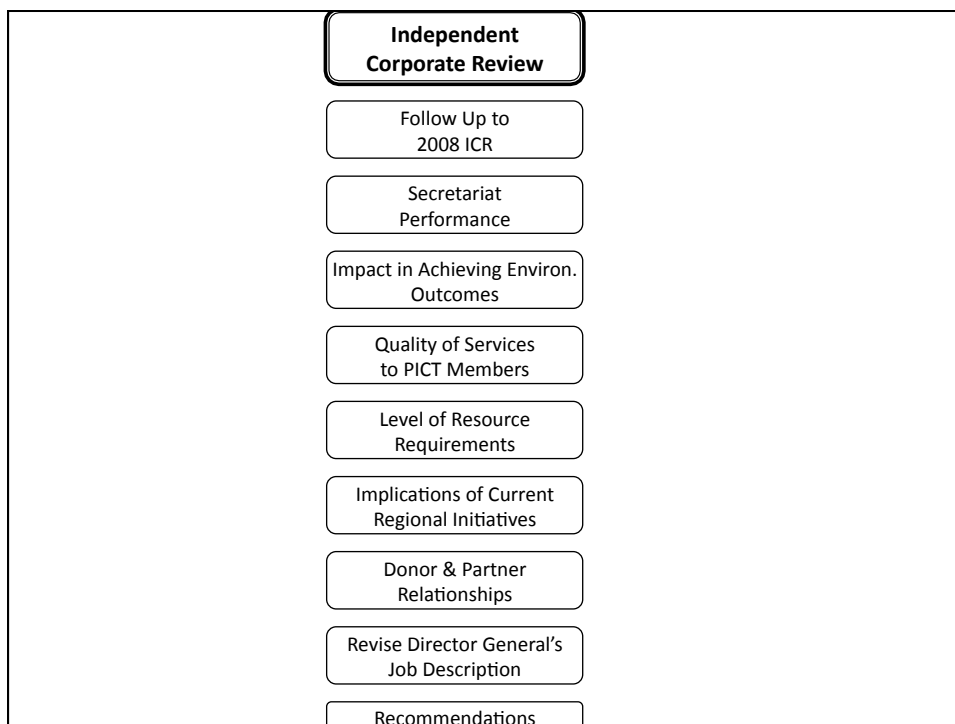 Independent
Corporate Review
Follow Up to
2008 ICR
Secretariat
Performance
Impact in Achieving Environ.
Outcomes
Quality of Services
to PICT Members
Level of Resource
Requirements
Implications of Current
Regional Initiatives
Donor & Partner
Relationships
Revise Director General’s
Job Description
Recommendations